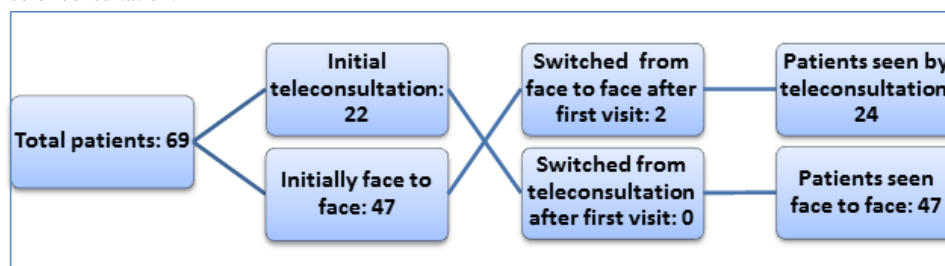 Total patients: 69
Initial
teleconsultation:
22
Initially face to
face: 47
Switched from
face to face after
first visit: 2
Switched from
teleconsultation
after first visit: 0
Patients seen by
teleconsultation
24
Patients seen
face to face: 47